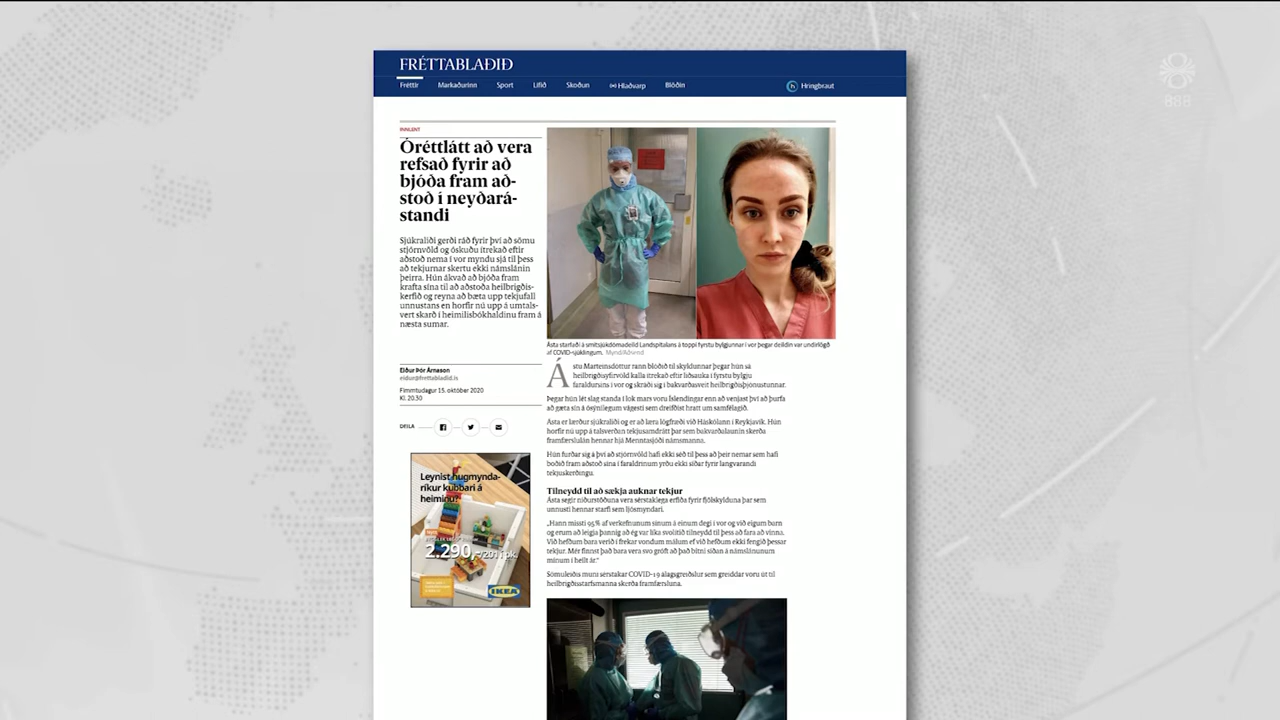 FRÉTTABLAÐIÐ
Fréttir Markaðurinn Sport Lífið Skoðun Hlaðvarp Blöðin Hringbraut
888
INNLENT
Óréttlátt að vera
refsað fyrir að
bjóða fram að-
stoð í neyðará-
standi
Sjúkraliði gerði ráð fyrir því að sömu
stjórnvöld og óskuðu ítrekað eftir
aðstoð nema í vor myndu sjá til þess
að tekjurnar skertu ekki námslánin
þeirra. Hún ákvað að bjóða fram
krafta sína til að aðstoða heilbrigðis-
kerfið og reyna að bæta upp tekjufall
unnustans en horfir nú upp á umtals-
vert skarð í heimilisbókhaldinu fram á
næsta sumar.
Eiður Þór Árnason
eidur@frettabladid.is
Fimmtudagur 15. október 2020
Kl. 20.30
DEILA
Leynist hugmynda-
ríkur kubbari á
heiminu?
2.290,-/201 í pk.
IKEA
Ásta starfaði á smitsjúkdómadeild Landspítalans á toppi fyrstu bylgjunnar í vor þegar deildin var undirlögð
af COVID-sjúklingum. Mynd/Aðsend
Ástu Marteinsdóttur rann blóðið til skyldunnar þegar hún sá
heilbrigðisyfirvöld kalla ítrekað eftir liðsauka í fyrstu bylgju
faraldursins í vor og skráði sig í bakvarðasveit heilbrigðisþjónustunnar.
Þegar hún lét slag standa í lok mars voru Íslendingar enn að venjast því að þurfa
að gæta sín á ósýnilegum vágesti sem dreifðist hratt um samfélagið.
Ásta er lærður sjúkraliði og er að læra lögfræði við Háskólann í Reykjavík. Hún
horfir nú upp á talsverðan tekjusamdrátt þar sem bakvarðalaunin skerða
framfærslulán hennar hjá Menntasjóði námsmanna.
Hún furðar sig á því að stjórnvöld hafi ekki séð til þess að þeir nemar sem hafi
boðið fram aðstoð sína í faraldrinum yrðu ekki síðar fyrir langvarandi
tekjuskerðingu.
Tilneydd til að sækja auknar tekjur
Ásta segir niðurstöðuna vera sérstaklega erfiða fyrir fjölskylduna þar sem
unnusti hennar starfi sem ljósmyndari.
„Hann missti 95% af verkefnunum sínum á einum degi í vor og við eigum barn
og erum að leigja þannig að ég var líka svolítið tilneydd til þess að fara að vinna.
Við hefðum bara verið í frekar vondum málum ef við hefðum ekki fengið þessar
tekjur. Mér finnst það bara vera svo gróft að það bitni síðan á námslánunum
mínum í heilt ár.“
Sömuleiðis muni sérstakar COVID-19 álagsgreiðslur sem greiddar voru út til
heilbrigðisstarfsmanna skerða framfærsluna.